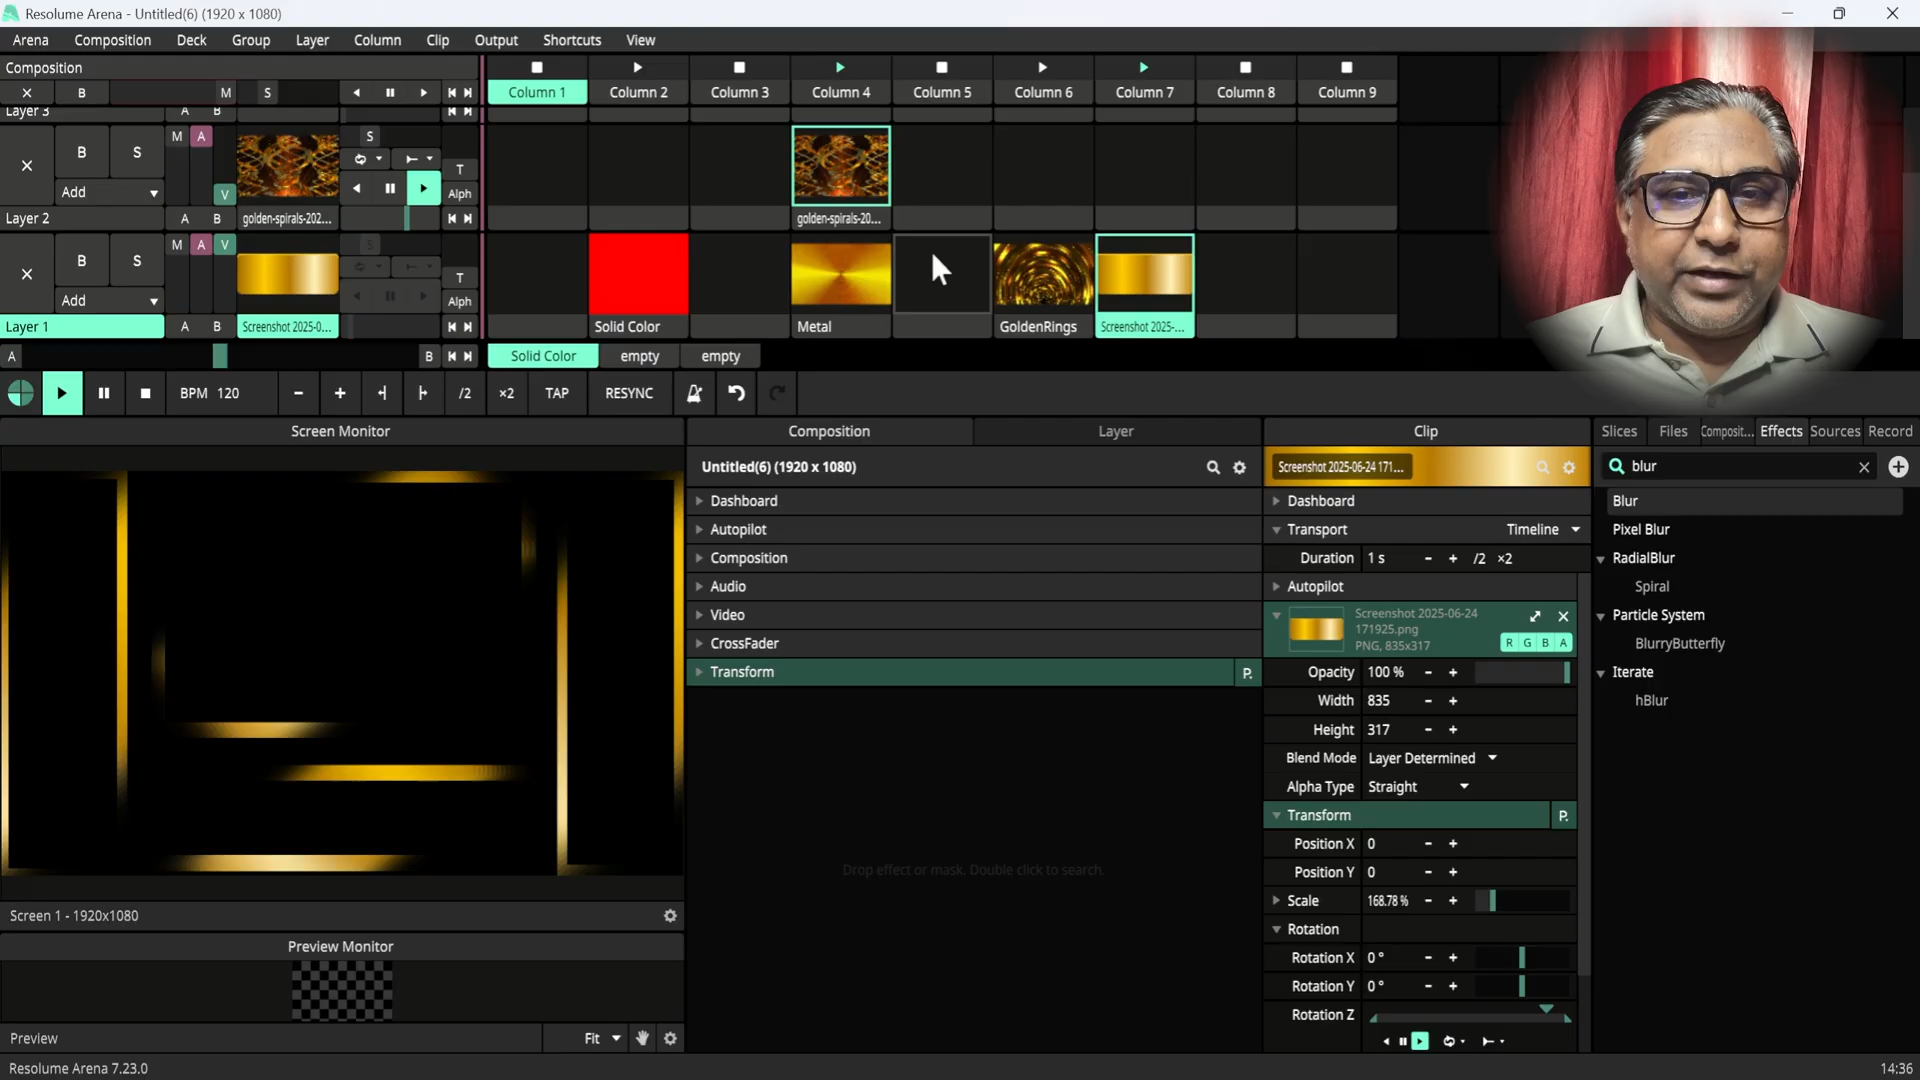 Resolume Arena - Untitled(6) (1920 x 1080)
Arena Composition Deck Group Layer Column Clip Output Shortcuts View
Composition
X B M S
Column 1 Column 2 Column 3 Column 4 Column 5 Column 6 Column 7 Column 8 Column 9
Layer 3 A B
B S M A S
T
Add V Alph
Layer 2 A B golden-spirals-202... golden-spirals-20...
M A V S
B S T
Add Alph
Layer 1 A B Screenshot 2025-0... Solid Color Metal GoldenRings Screenshot 2025-...
A B Solid Color empty empty
BPM 120 - + /2 ×2 TAP RESYNC
Screen Monitor
Composition Layer
Clip
Slices Files Composit... Effects Sources Record
Untitled(6) (1920 x 1080)
Dashboard
Autopilot
Composition
Audio
Video
CrossFader
Transform P.
Drop effect or mask. Double click to search.
Screenshot 2025-06-24 171...
Dashboard
Transport Timeline
Duration 1 s - + /2 ×2
Autopilot
Screenshot 2025-06-24
171925.png
PNG, 835x317 R G B A
Opacity 100 % - +
Width 835 - +
Height 317 - +
Blend Mode Layer Determined
Alpha Type Straight
Transform P.
Position X 0 - +
Position Y 0 - +
Scale 168.78 % - +
Rotation
Rotation X 0 ° - +
Rotation Y 0 ° - +
Rotation Z
blur
Blur
Pixel Blur
RadialBlur
Spiral
Particle System
BlurryButterfly
Iterate
hBlur
Screen 1 - 1920x1080
Preview Monitor
Preview Fit
Resolume Arena 7.23.0
14:36